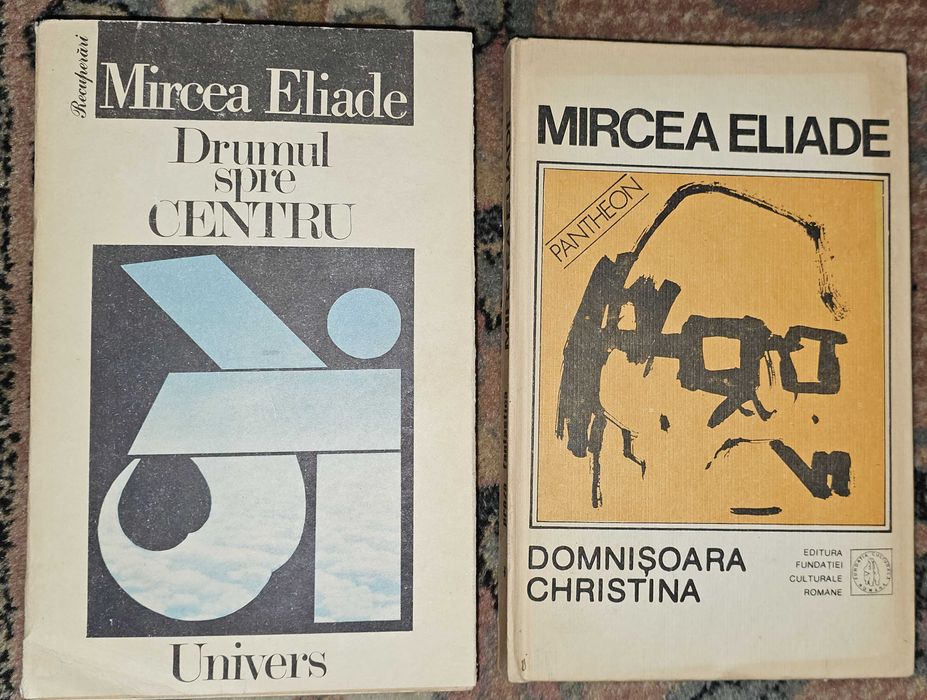 Recuperări
Mircea Eliade
Drumul
spre
CENTRU
Univers
MIRCEA ELIADE
PANTHEON
DOMNIȘOARA
CHRISTINA
EDITURA
FUNDAȚIEI
CULTURALE
ROMÂNE